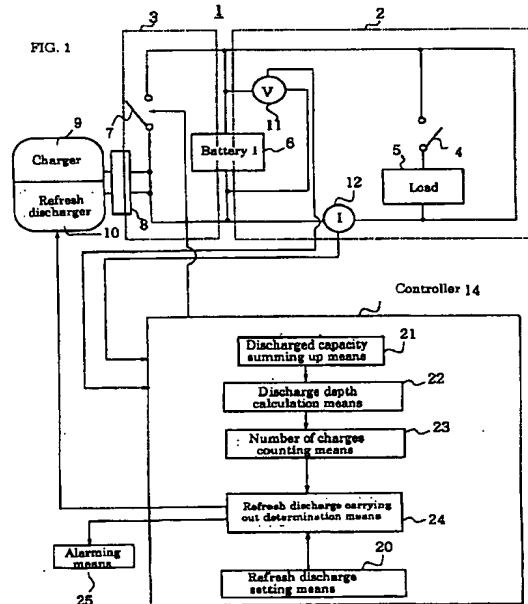 3
1
2
FIG. 1
V
9
7
11
Charger
Battery 1
6
5
4
12
Load
Refresh
discharger
I
10
8
Controller 14
21
Discharged capacity
summing up means
22
Discharge depth
calculation means
23
Number of charges
counting means
Refresh discharge carrying
out determination means
24
Alarming
means
20
Refresh discharge
setting means
25